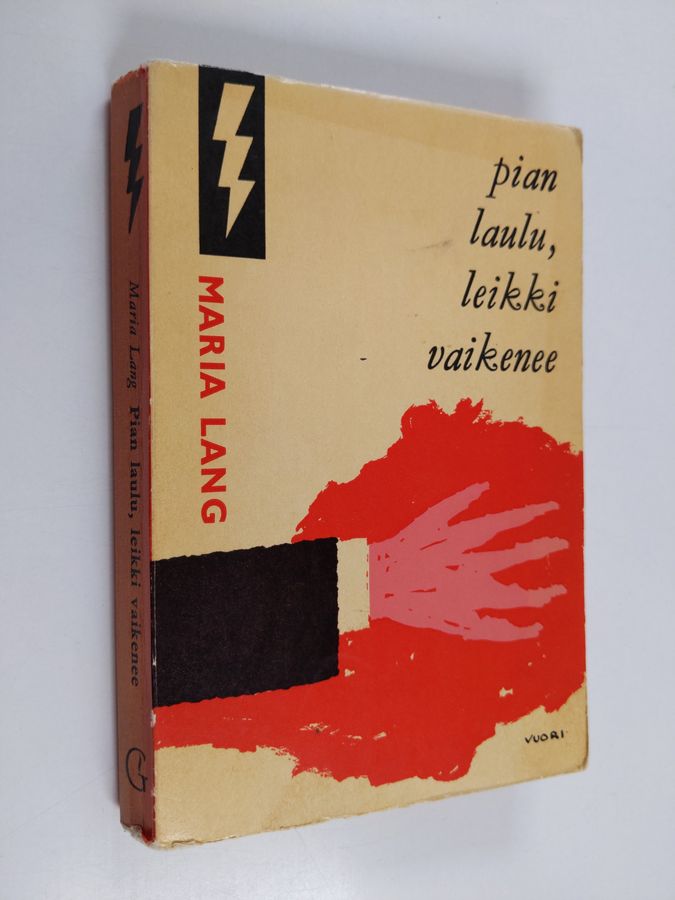 pian
laulu,
leikki
vaikenee
MARIA LANG
VUORI
Maria Lang Pian laulu, leikki vaikenee